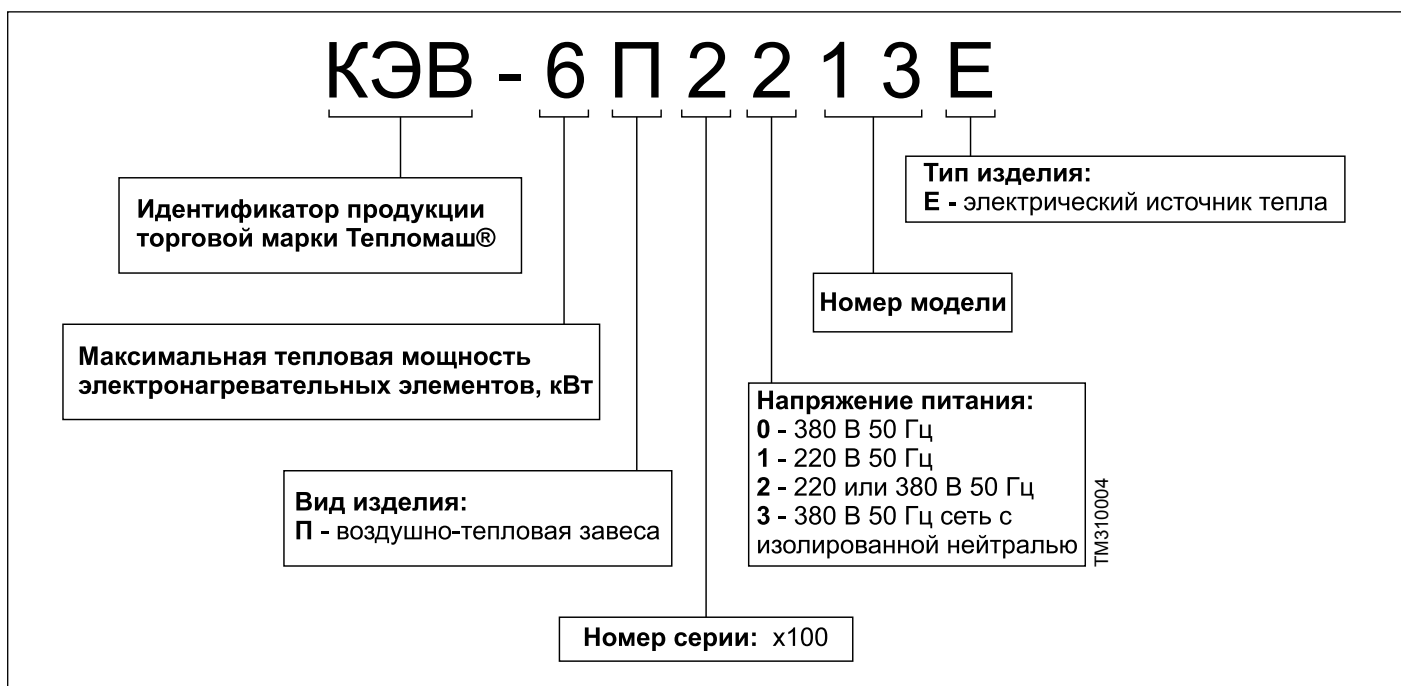 КЭВ - 6 П 2 2 1 3 Е
Тип изделия:
Е - электрический источник тепла
Идентификатор продукции
торговой марки Тепломаш®
Номер модели
Максимальная тепловая мощность
электронагревательных элементов, кВт
Напряжение питания:
0 - 380 В 50 Гц
1 - 220 В 50 Гц
2 - 220 или 380 В 50 Гц
3 - 380 В 50 Гц сеть с
изолированной нейтралью
TM310004
Вид изделия:
П - воздушно-тепловая завеса
Номер серии: x100